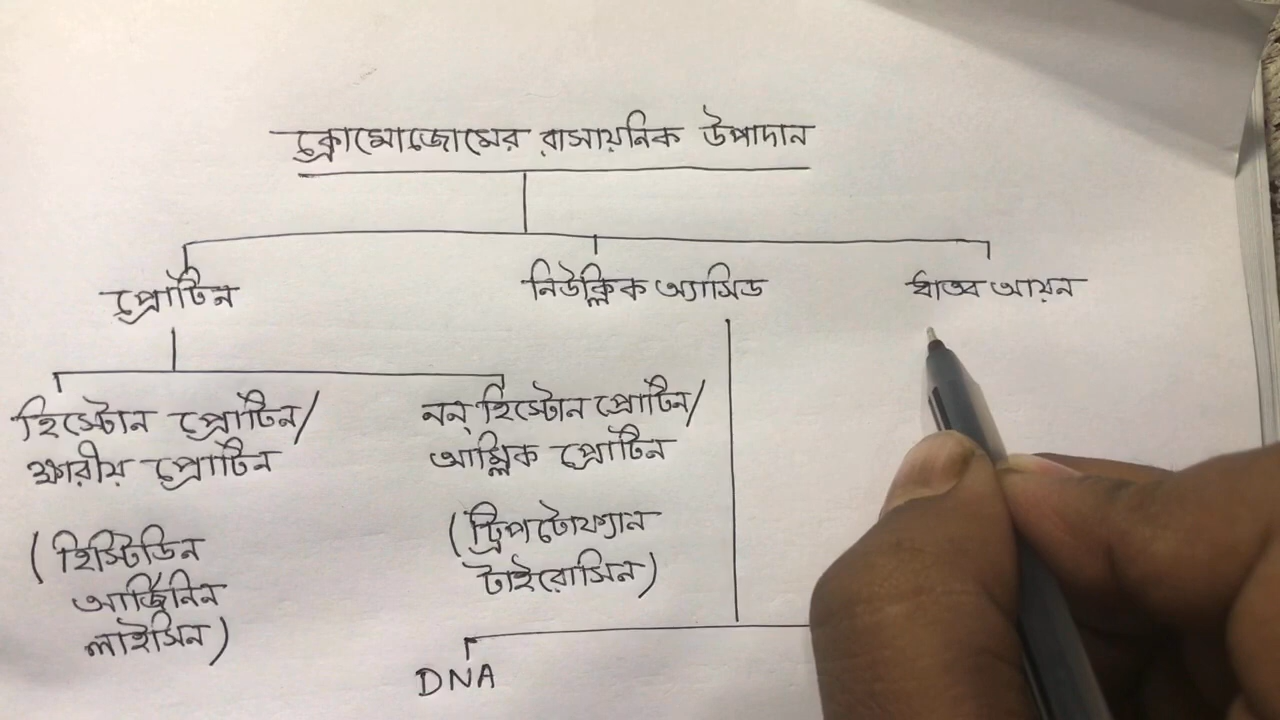 ক্রোমোজোমের রাসায়নিক উপাদান
প্রোটিন
নিউক্লিক অ্যাসিড
ধাতব আয়ন
হিস্টোন প্রোটিন/
ক্ষারীয় প্রোটিন
(হিস্টিডিন
আর্জিনিন
লাইসিন)
নন্ হিস্টোন প্রোটিন/
আম্লিক প্রোটিন
(ট্রিপটোফ্যান
টাইরোসিন)
DNA